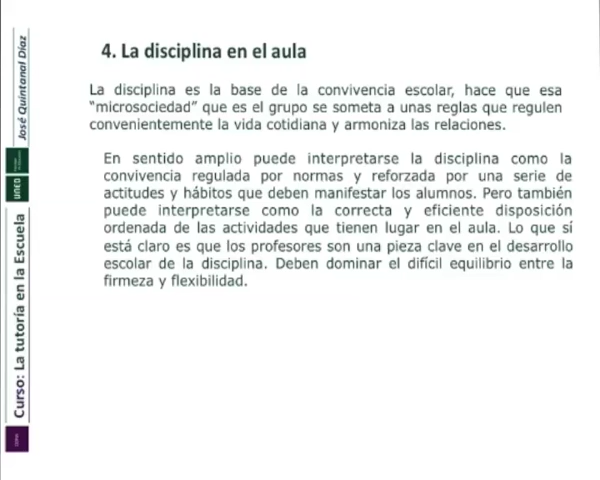 4. La disciplina en el aula
La disciplina es la base de la convivencia escolar, hace que esa
"microsociedad" que es el grupo se someta a unas reglas que regulen
convenientemente la vida cotidiana y armoniza las relaciones.
En sentido amplio puede interpretarse la disciplina como la
convivencia regulada por normas y reforzada por una serie de
actitudes y hábitos que deben manifestar los alumnos. Pero también
puede interpretarse como la correcta y eficiente disposición
ordenada de las actividades que tienen lugar en el aula. Lo que sí
está claro es que los profesores son una pieza clave en el desarrollo
escolar de la disciplina. Deben dominar el difícil equilibrio entre la
firmeza y flexibilidad.
José Quintanal Díaz
UNED
Curso: La tutoría en la Escuela